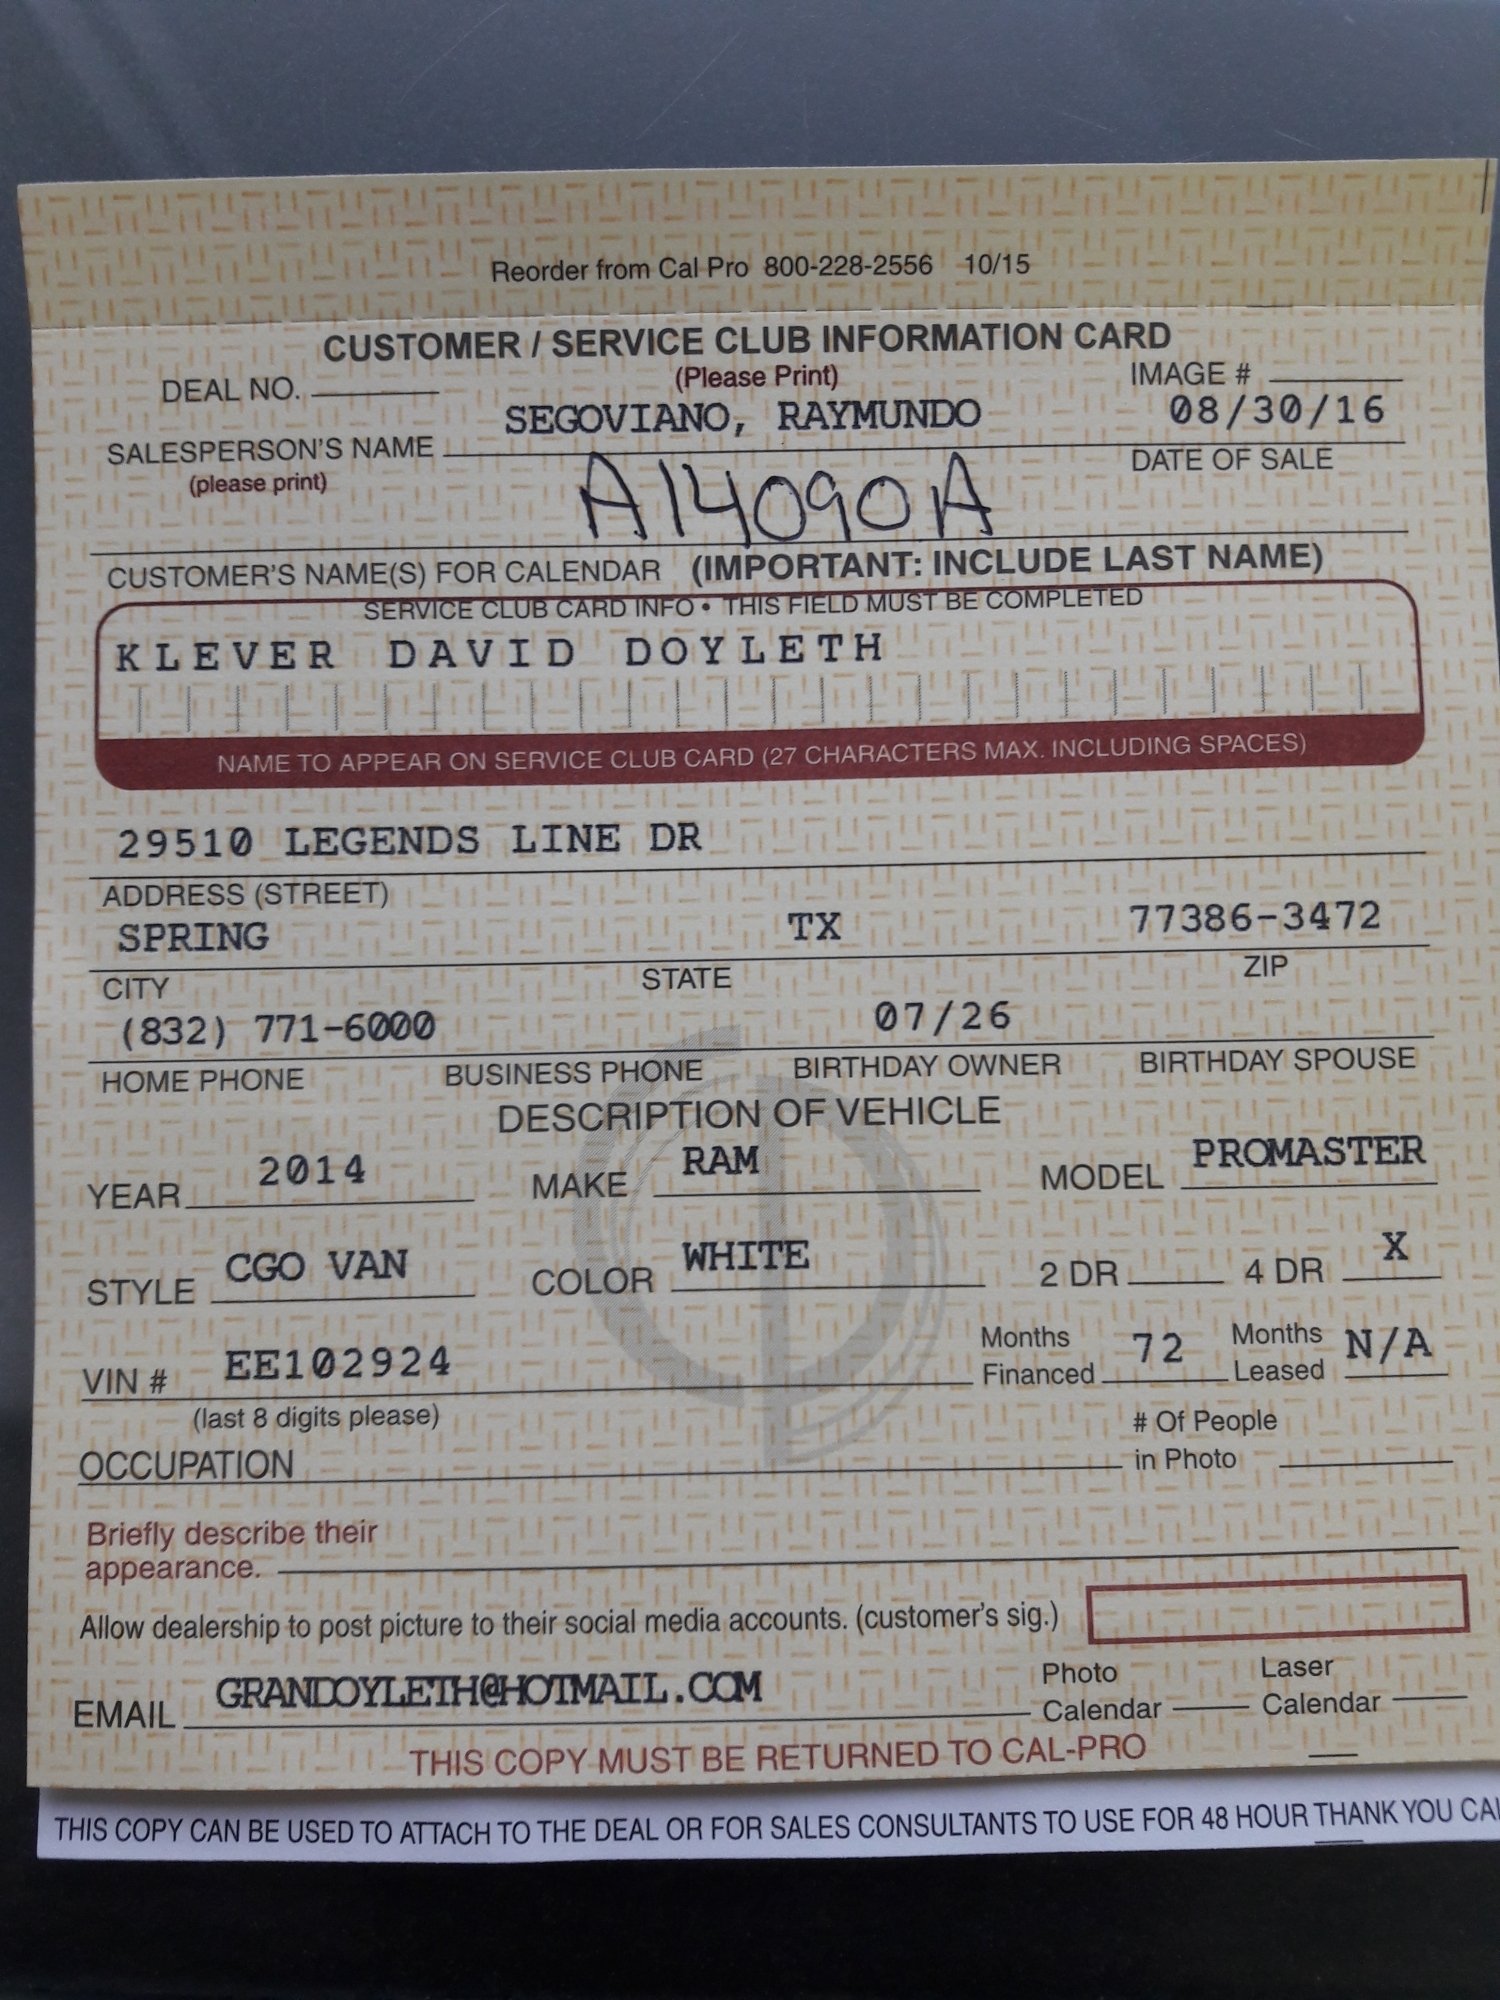 Reorder from Cal Pro 800-228-2556 10/15
CUSTOMER / SERVICE CLUB INFORMATION CARD
(Please Print)
DEAL NO. IMAGE #
SEGOVIANO, RAYMUNDO 08/30/16
SALESPERSON'S NAME DATE OF SALE
(please print)
A14090A
CUSTOMER'S NAME(S) FOR CALENDAR (IMPORTANT: INCLUDE LAST NAME)
SERVICE CLUB CARD INFO • THIS FIELD MUST BE COMPLETED
KLEVER DAVID DOYLETH
NAME TO APPEAR ON SERVICE CLUB CARD (27 CHARACTERS MAX. INCLUDING SPACES)
29510 LEGENDS LINE DR
ADDRESS (STREET)
SPRING TX 77386-3472
CITY STATE ZIP
(832) 771-6000 07/26
HOME PHONE BUSINESS PHONE BIRTHDAY OWNER BIRTHDAY SPOUSE
DESCRIPTION OF VEHICLE
YEAR 2014 MAKE RAM MODEL PROMASTER
STYLE CGO VAN COLOR WHITE 2 DR 4 DR X
VIN # EE102924 Months Financed 72 Months Leased N/A
(last 8 digits please)
OCCUPATION # Of People in Photo
Briefly describe their
appearance.
Allow dealership to post picture to their social media accounts. (customer's sig.)
EMAIL GRANDOYLETH@HOTMAIL.COM Photo Calendar Laser Calendar
THIS COPY MUST BE RETURNED TO CAL-PRO
THIS COPY CAN BE USED TO ATTACH TO THE DEAL OR FOR SALES CONSULTANTS TO USE FOR 48 HOUR THANK YOU